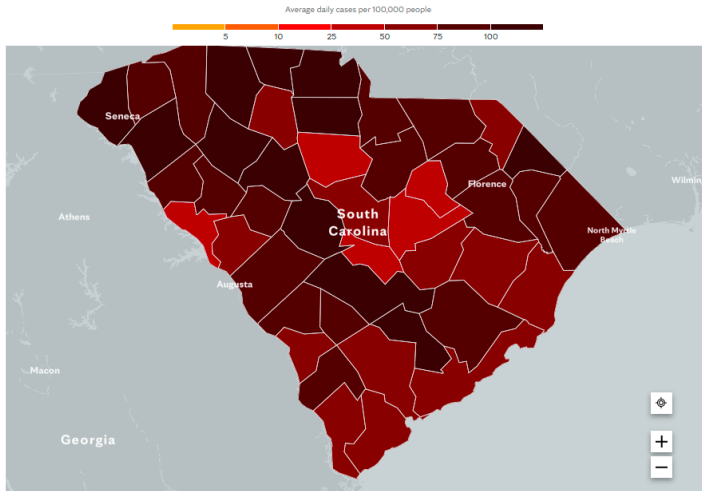 Average daily cases per 100,000 people
5 10 25 50 75 100
Seneca
Florence
Wilmin
Athens
South
Carolina
North Myrtle
Beach
Augusta
Macon
Georgia
+
−